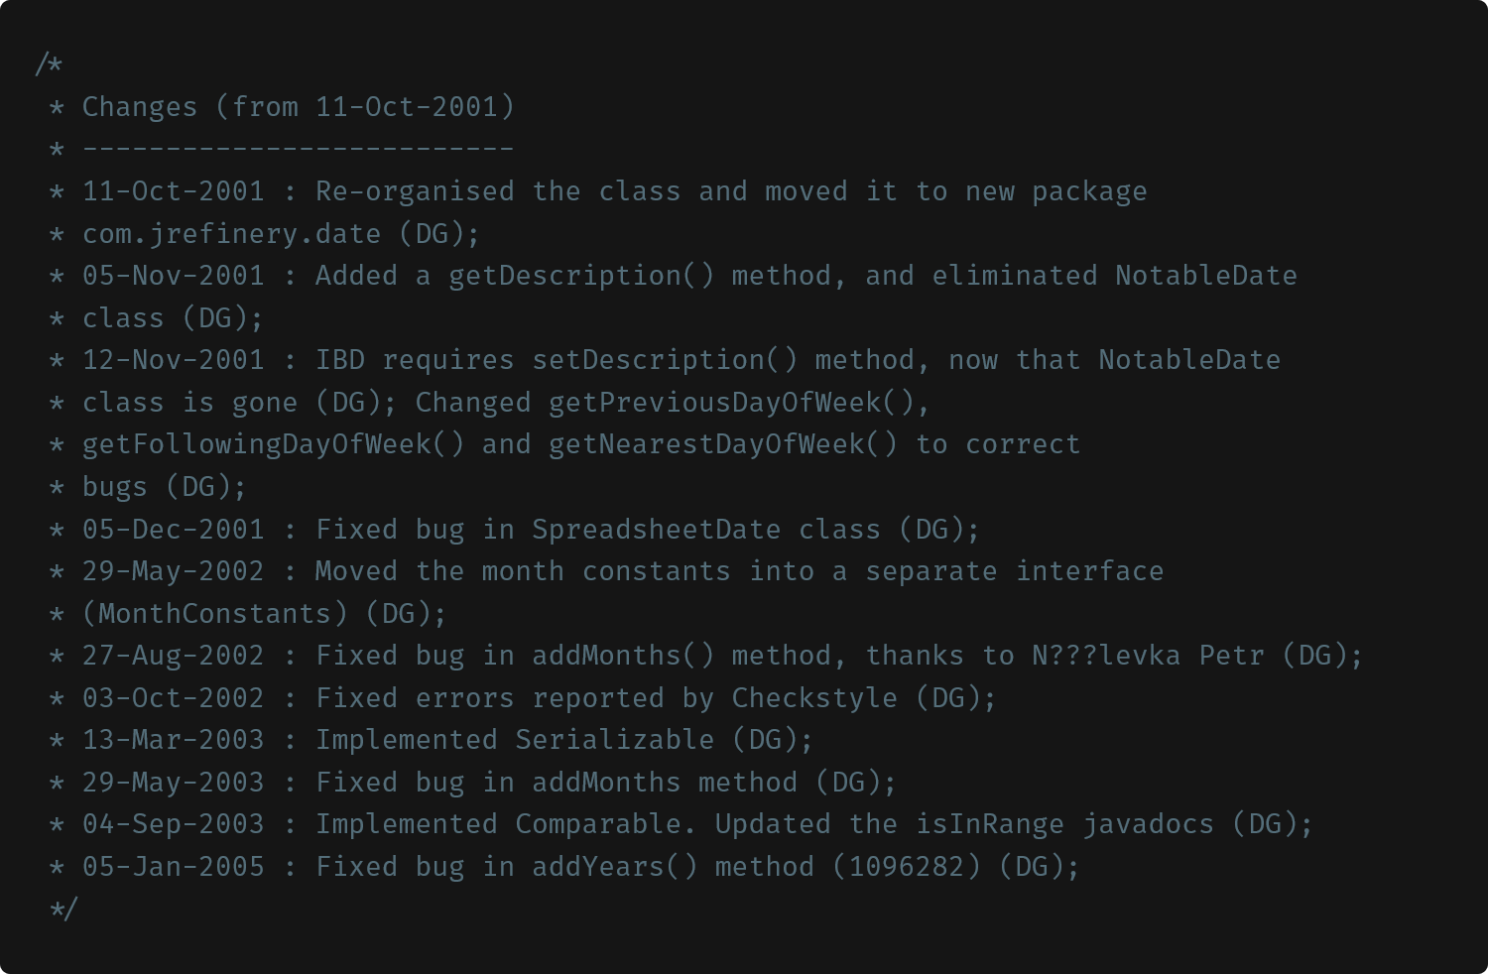 /*
 * Changes (from 11-Oct-2001)
 * --------------------------
 * 11-Oct-2001 : Re-organised the class and moved it to new package
 * com.jrefinery.date (DG);
 * 05-Nov-2001 : Added a getDescription() method, and eliminated NotableDate
 * class (DG);
 * 12-Nov-2001 : IBD requires setDescription() method, now that NotableDate
 * class is gone (DG); Changed getPreviousDayOfWeek(),
 * getFollowingDayOfWeek() and getNearestDayOfWeek() to correct
 * bugs (DG);
 * 05-Dec-2001 : Fixed bug in SpreadsheetDate class (DG);
 * 29-May-2002 : Moved the month constants into a separate interface
 * (MonthConstants) (DG);
 * 27-Aug-2002 : Fixed bug in addMonths() method, thanks to N???levka Petr (DG);
 * 03-Oct-2002 : Fixed errors reported by Checkstyle (DG);
 * 13-Mar-2003 : Implemented Serializable (DG);
 * 29-May-2003 : Fixed bug in addMonths method (DG);
 * 04-Sep-2003 : Implemented Comparable. Updated the isInRange javadocs (DG);
 * 05-Jan-2005 : Fixed bug in addYears() method (1096282) (DG);
 */